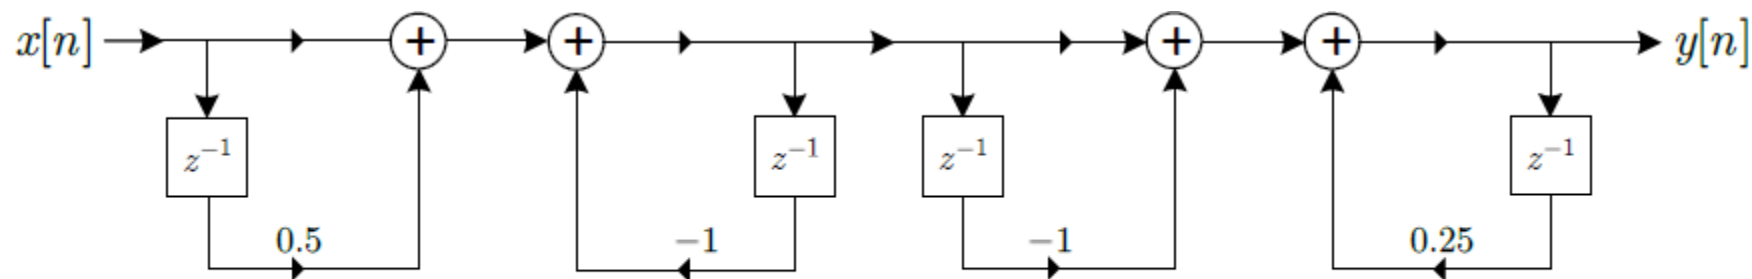 x[n] + + + + y[n]
z⁻¹ z⁻¹ z⁻¹ z⁻¹
0.5 −1 −1 0.25